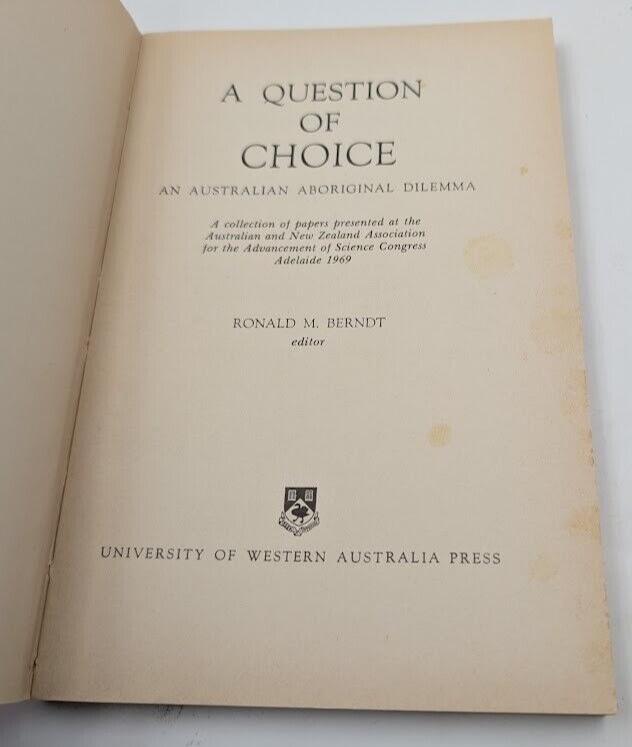 A QUESTION
OF
CHOICE
AN AUSTRALIAN ABORIGINAL DILEMMA
A collection of papers presented at the
Australian and New Zealand Association
for the Advancement of Science Congress
Adelaide 1969
RONALD M. BERNDT
editor
UNIVERSITY OF WESTERN AUSTRALIA PRESS